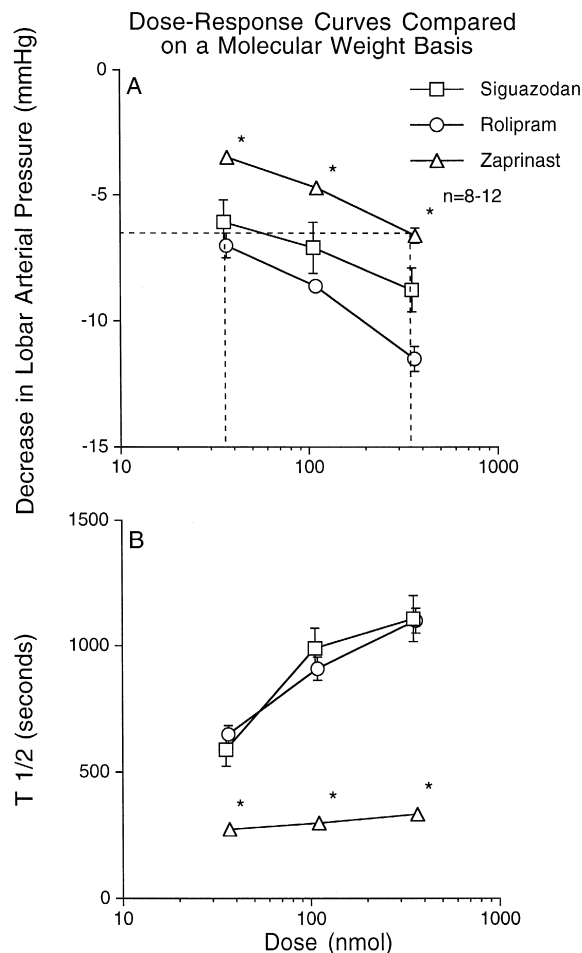 Dose-Response Curves Compared
on a Molecular Weight Basis
Decrease in Lobar Arterial Pressure (mmHg)
0
-5
-10
-15
A
Siguazodan
Rolipram
Zaprinast
n=8-12
*
*
*
10
100
1000
T 1/2 (seconds)
1500
1000
500
0
B
*
*
*
10
100
1000
Dose (nmol)